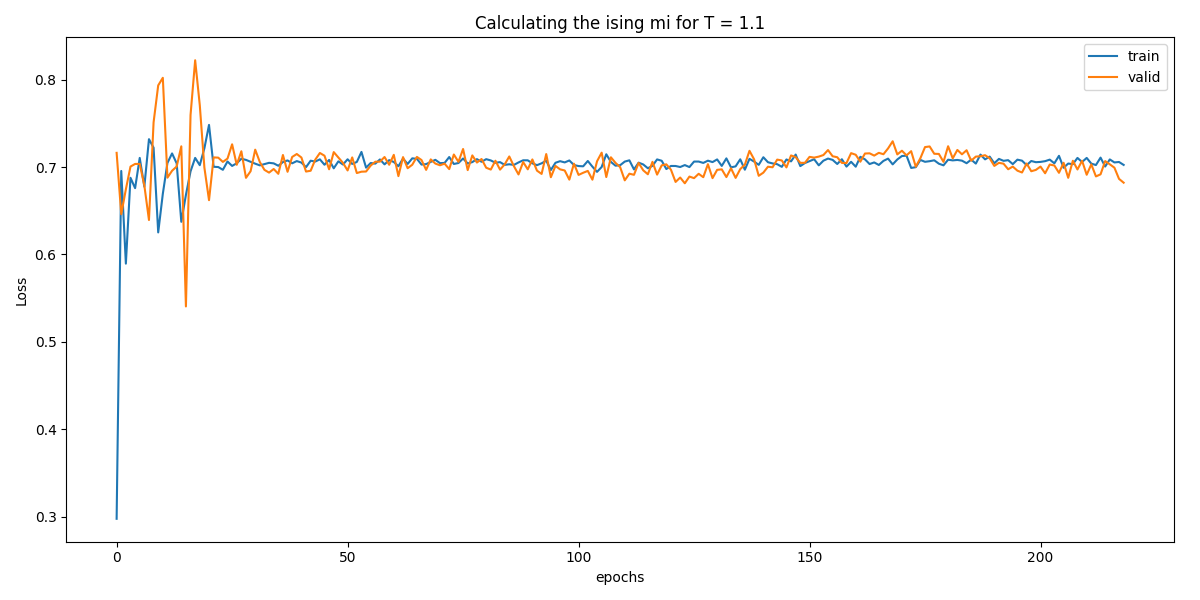 Calculating the ising mi for T = 1.1
train
valid
0.8
0.7
0.6
0.5
0.4
0.3
Loss
0
50
100
150
200
epochs